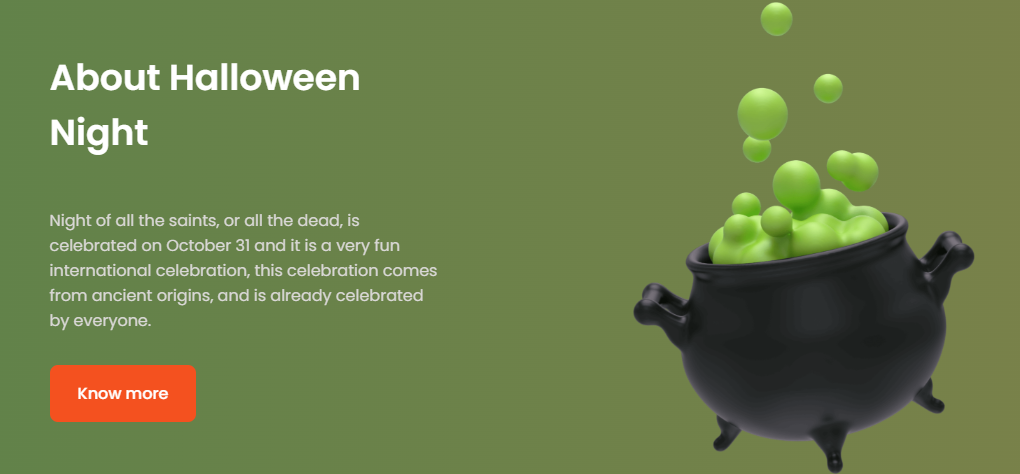 About Halloween
Night
Night of all the saints, or all the dead, is
celebrated on October 31 and it is a very fun
international celebration, this celebration comes
from ancient origins, and is already celebrated
by everyone.
Know more